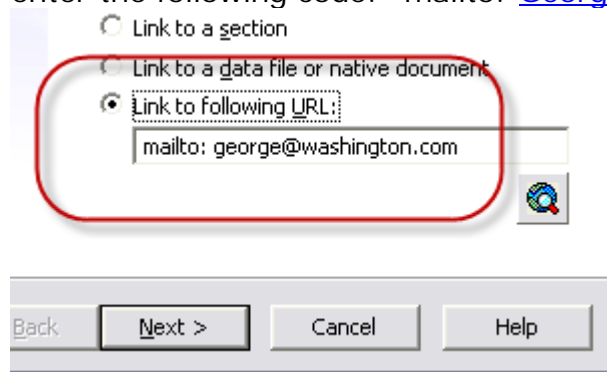 enter the following code: "mailto: Georg
Link to a section
Link to a data file or native document
Link to following URL:
mailto: george@washington.com
Back
Next >
Cancel
Help